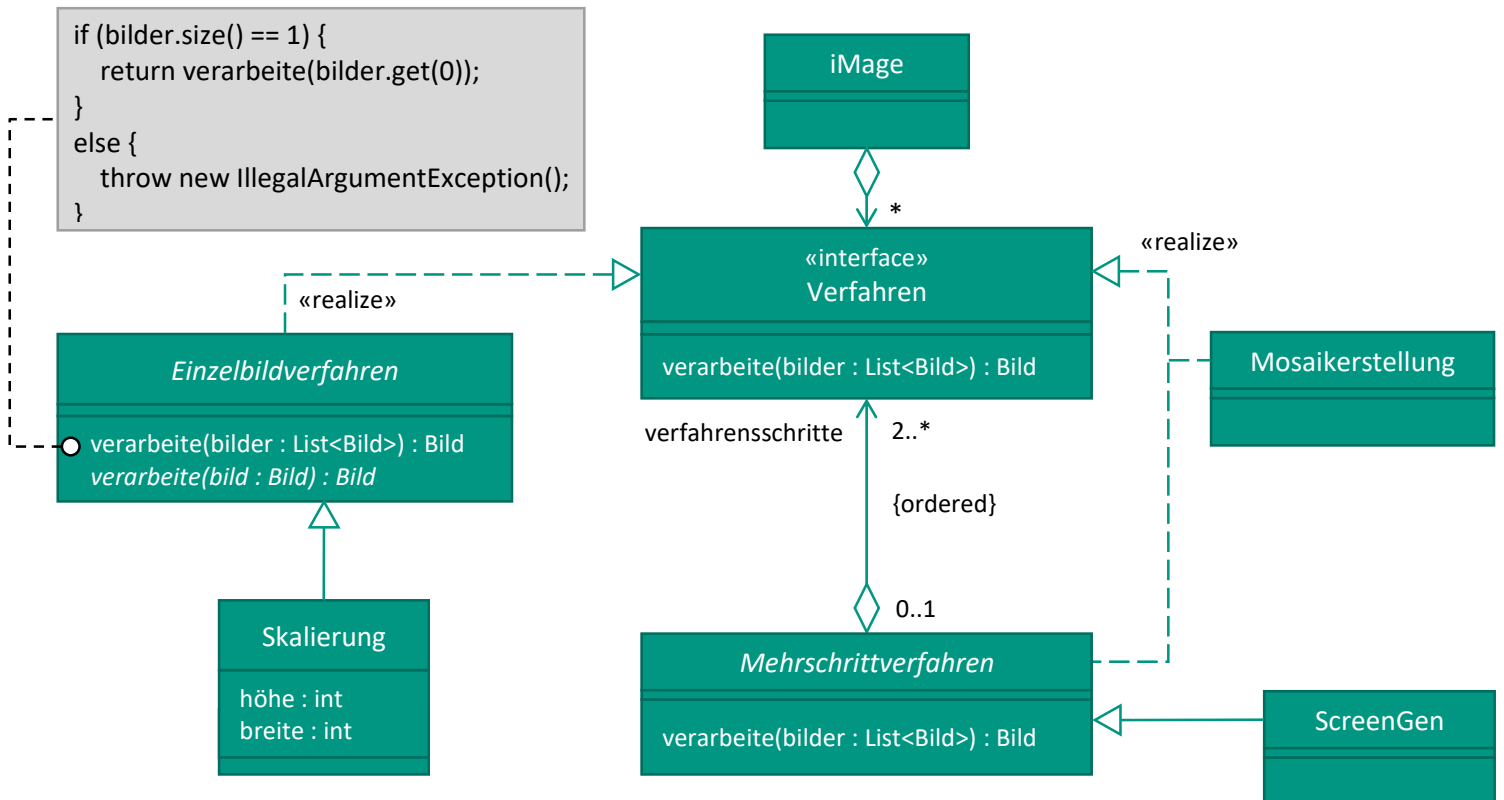 if (bilder.size() == 1) {
return verarbeite(bilder.get(0));
}
else {
throw new IllegalArgumentException();
}
iMage
*
«interface»
Verfahren
verarbeite(bilder : List<Bild>) : Bild
«realize»
«realize»
Einzelbildverfahren
verarbeite(bilder : List<Bild>) : Bild
verarbeite(bild : Bild) : Bild
Mosaikerstellung
verfahrensschritte
2..*
{ordered}
0..1
Skalierung
höhe : int
breite : int
Mehrschrittverfahren
verarbeite(bilder : List<Bild>) : Bild
ScreenGen